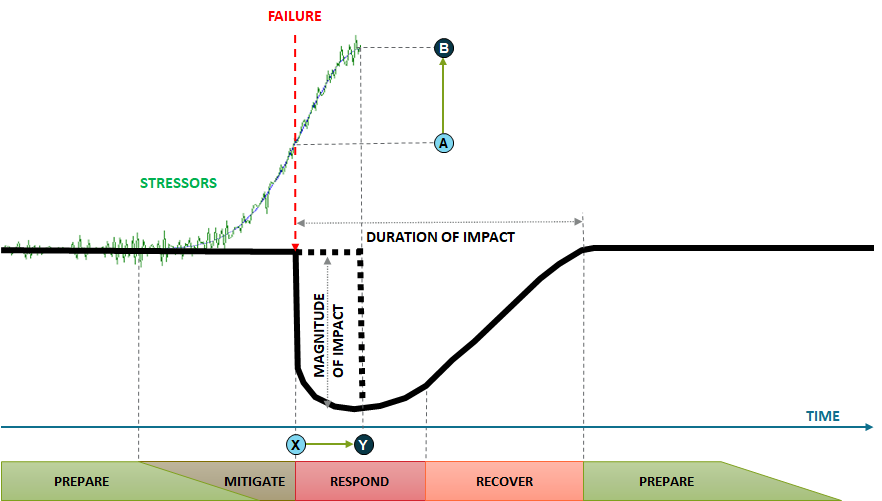 FAILURE
B
A
STRESSORS
DURATION OF IMPACT
MAGNITUDE
OF IMPACT
TIME
X
Y
PREPARE
MITIGATE
RESPOND
RECOVER
PREPARE